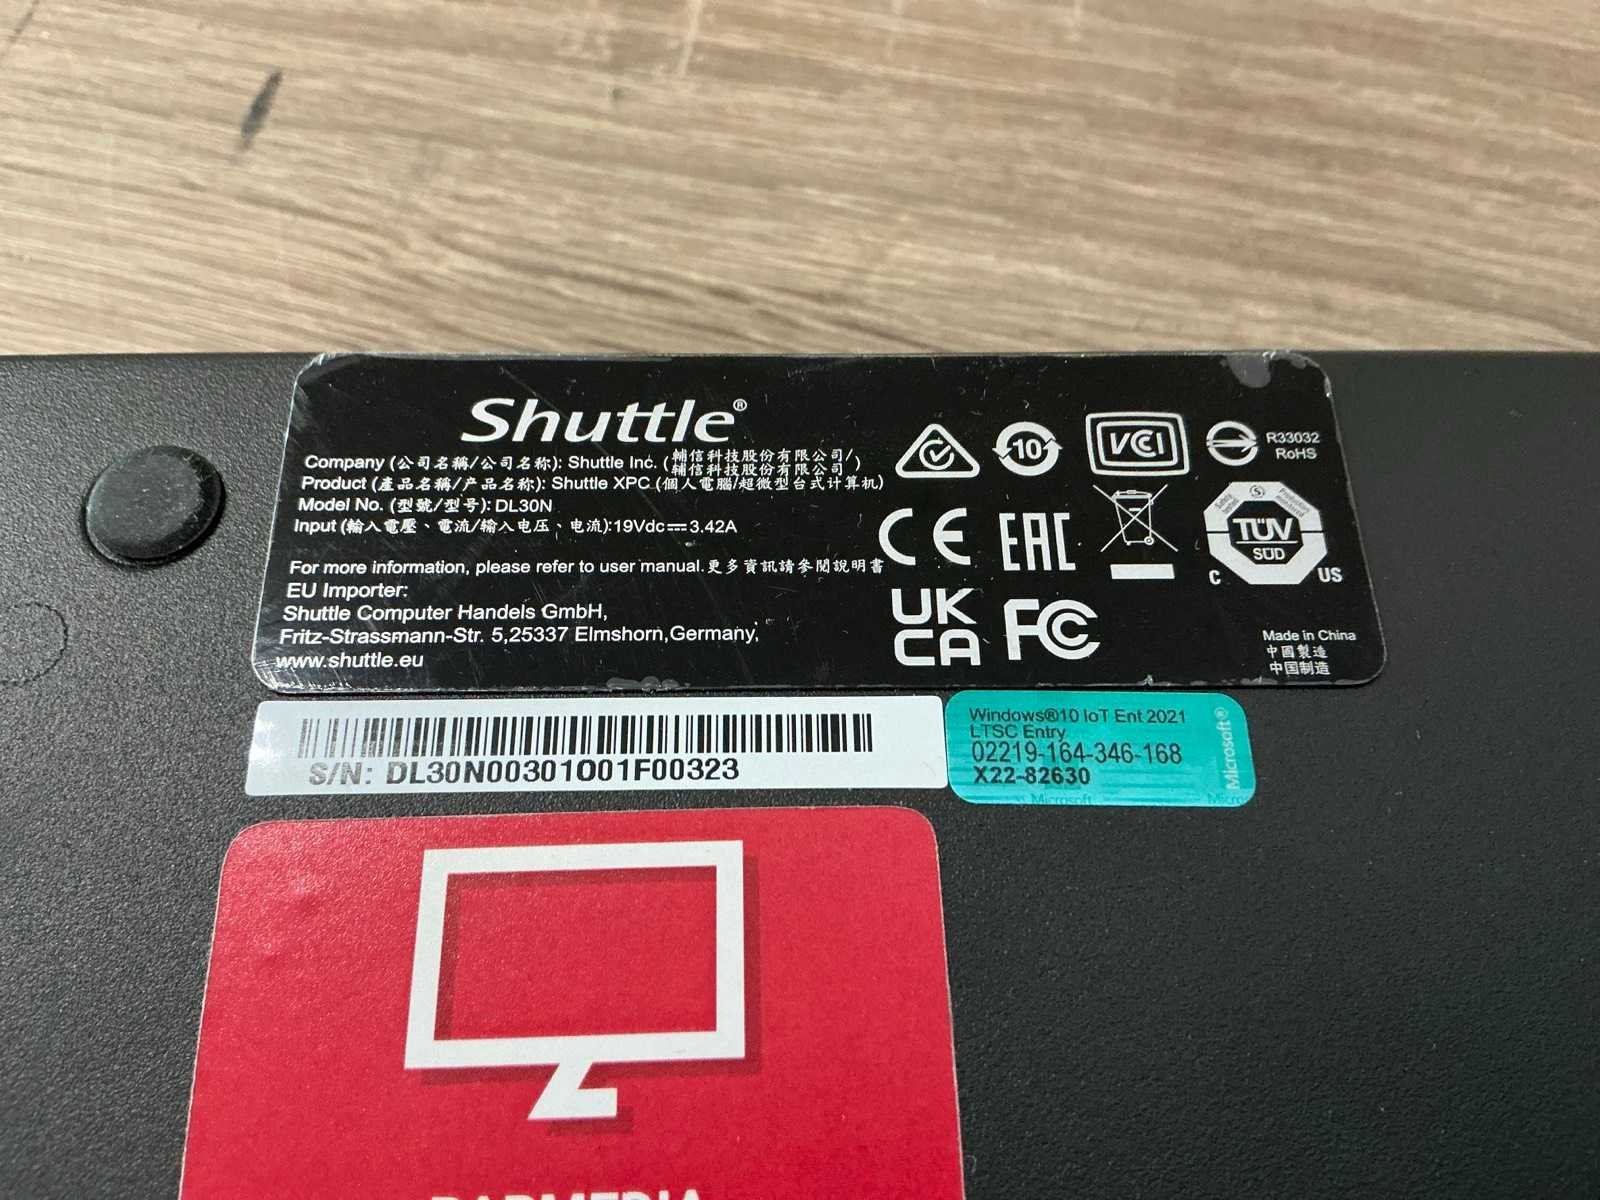 Shuttle®
Company (公司名稱/公司名称): Shuttle Inc. (輔信科技股份有限公司/
輔信科技股份有限公司)
Product (產品名稱/产品名称): Shuttle XPC (個人電腦/超微型台式计算机)
Model No. (型號/型号): DL30N
Input (輸入電壓、電流/输入电压、电流):19Vdc⎓3.42A
For more information, please refer to user manual.更多資訊請參閱說明書
EU Importer:
Shuttle Computer Handels GmbH,
Fritz-Strassmann-Str. 5,25337 Elmshorn,Germany,
www.shuttle.eu
10
VCI
R33032
RoHS
CE
EAC
TÜV
SÜD
C US
UK
CA
FC
Made in China
中國製造
中国制造
S/N: DL30N00301O01F00323
Windows®10 IoT Ent 2021
LTSC Entry
02219-164-346-168
X22-82630
Microsoft®
Microsoft